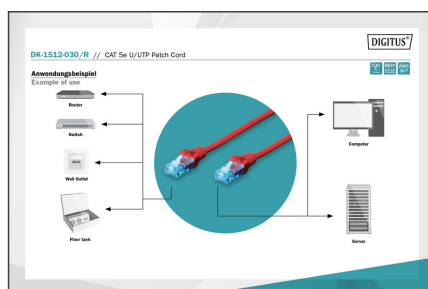 DIGITUS®
DK-1512-030/R // CAT 5e U/UTP Patch Cord
Anwendungsbeispiel
Example of use
Router
Switch
Wall Outlet
Floor tank
Computer
Server